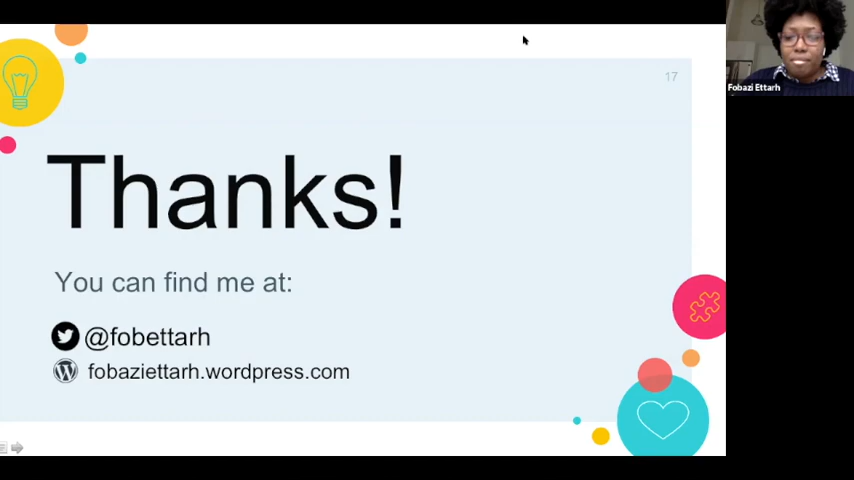 17
Fobazi Ettarh
Thanks!
You can find me at:
@fobettarh
fobaziettarh.wordpress.com